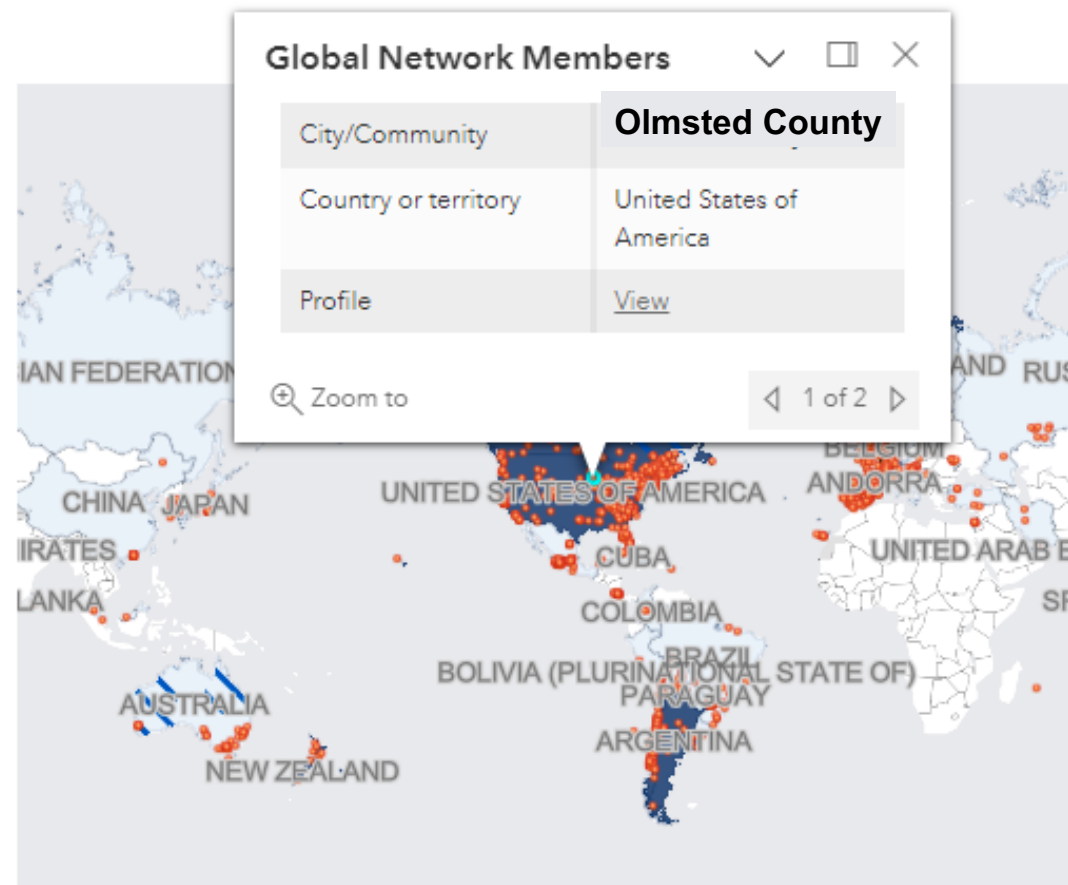 Global Network Members
City/Community Olmsted County
Country or territory United States of
America
Profile View
Zoom to 1 of 2
IAN FEDERATION
AND RUS
BELGIUM
CHINA JAPAN
UNITED STATES OF AMERICA
ANDORRA
IRATES
CUBA
UNITED ARAB E
LANKA
COLOMBIA
SR
BRAZIL
BOLIVIA (PLURINATIONAL STATE OF)
PARAGUAY
AUSTRALIA
ARGENTINA
NEW ZEALAND